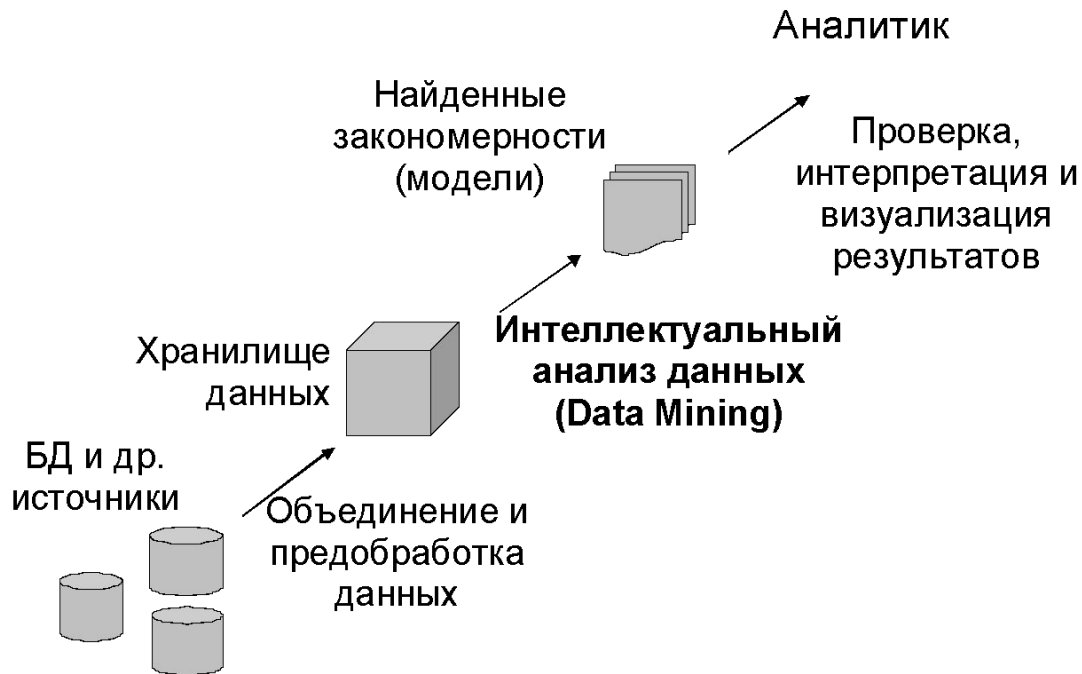 Аналитик
Найденные
закономерности
(модели)
Проверка,
интерпретация и
визуализация
результатов
Интеллектуальный
анализ данных
(Data Mining)
Хранилище
данных
БД и др.
источники
Объединение и
предобработка
данных